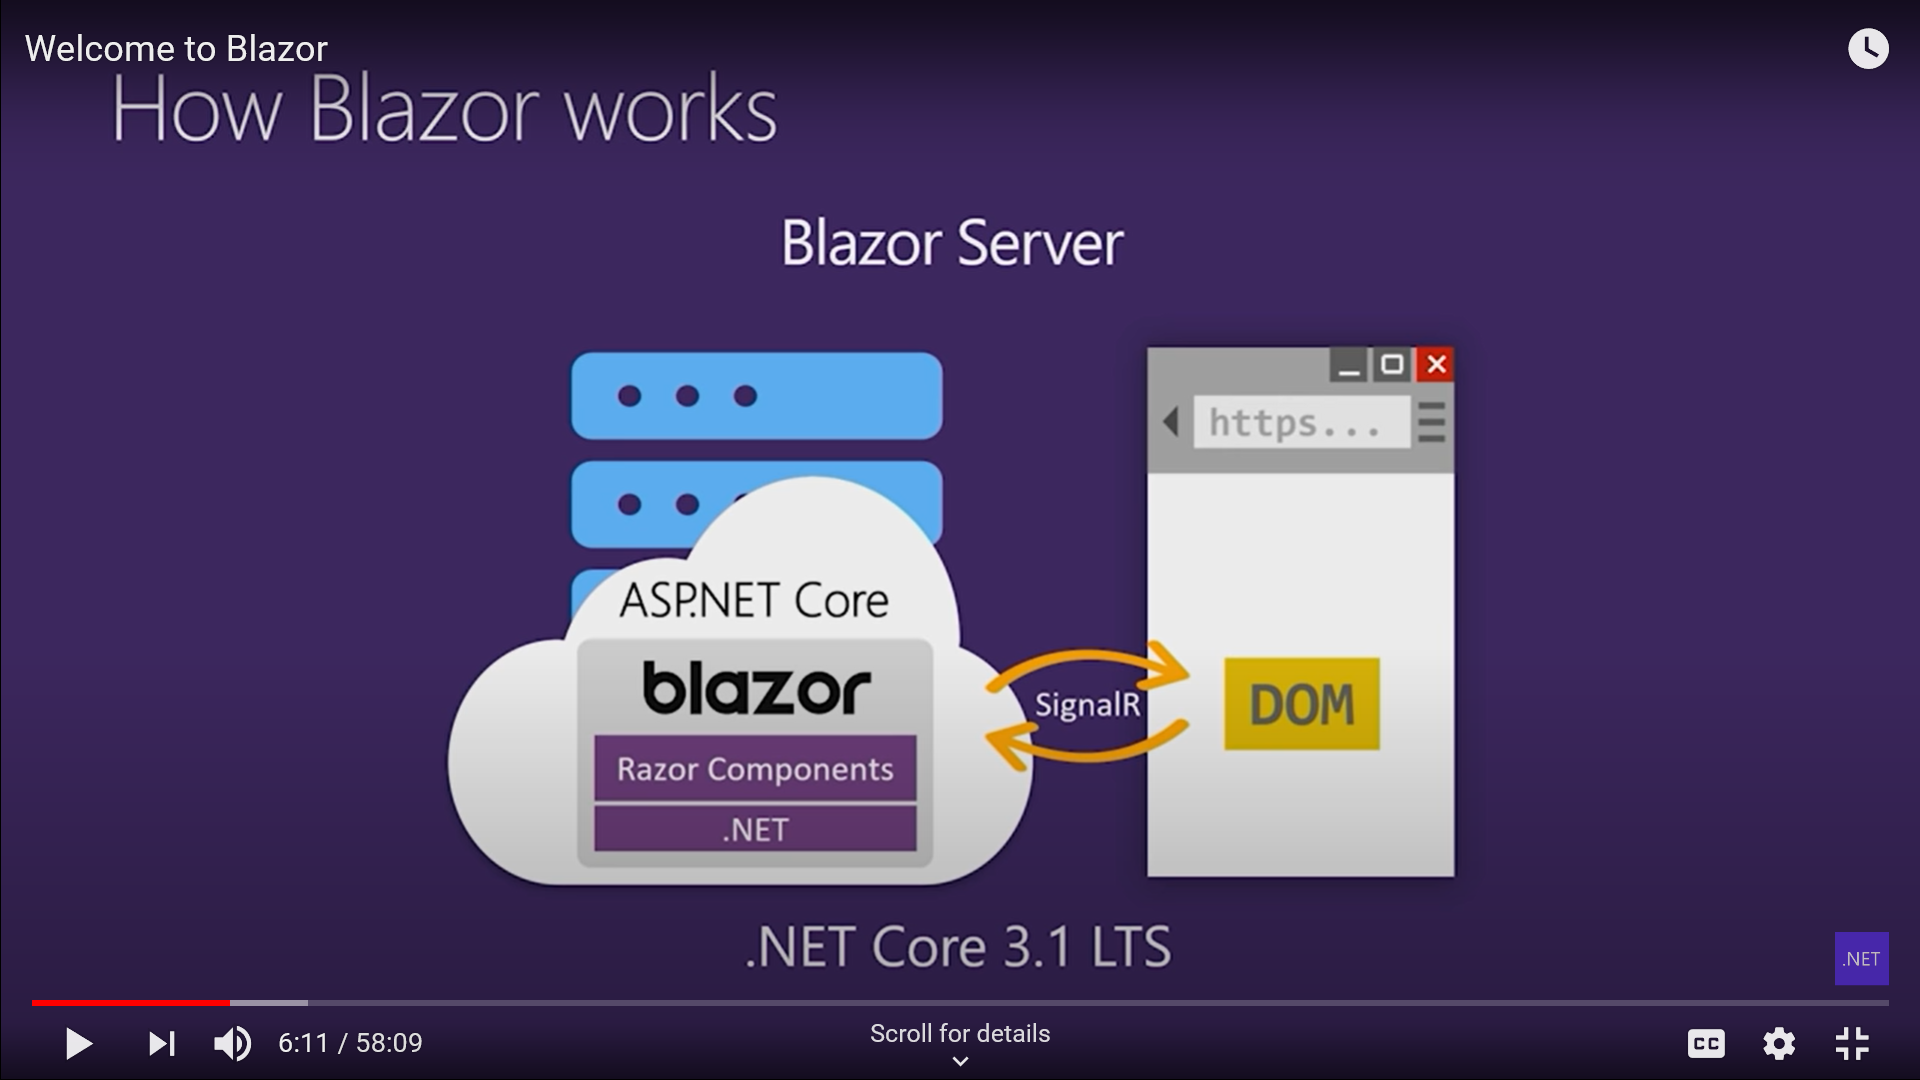 Welcome to Blazor
How Blazor works
Blazor Server
https...
ASP.NET Core
blazor
Razor Components
.NET
SignalR
DOM
.NET Core 3.1 LTS
.NET
6:11 / 58:09
Scroll for details
CC